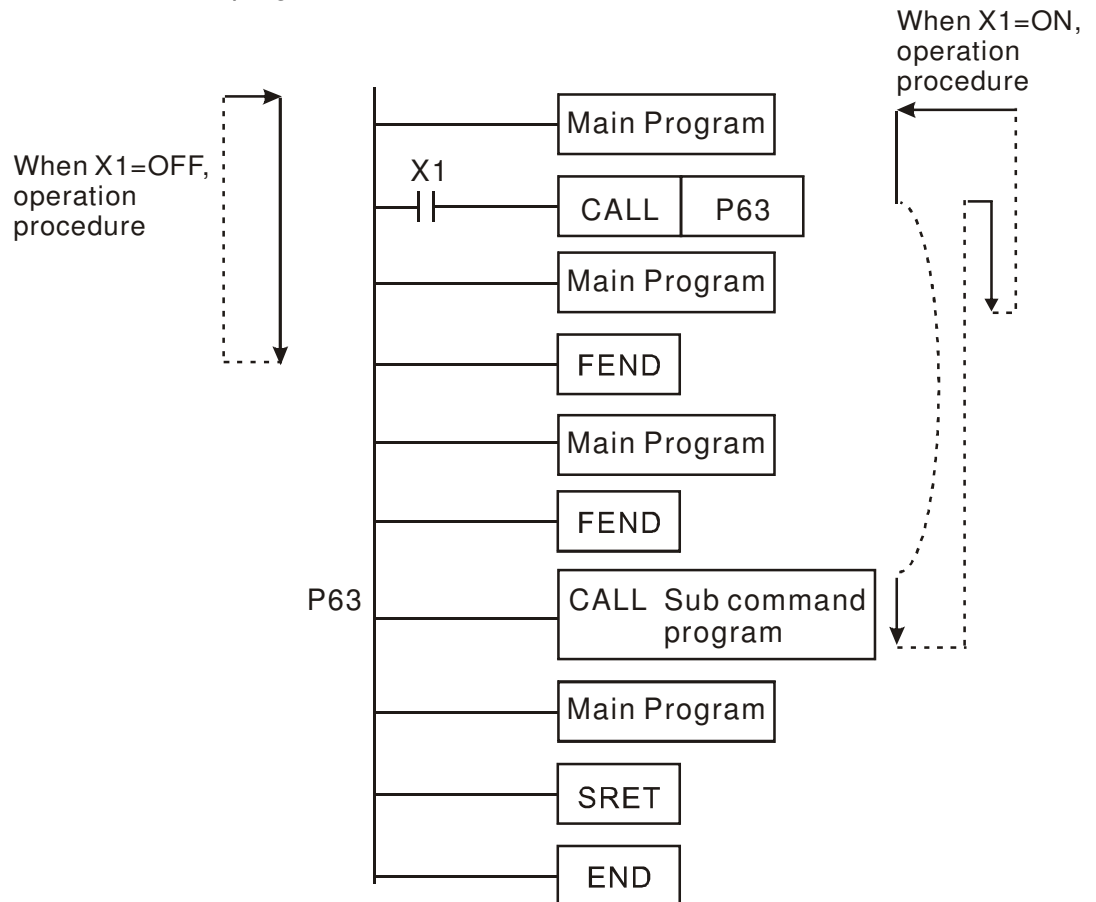 When X1=ON,
operation
procedure
Main Program
When X1=OFF,
operation
procedure
X1
CALL P63
Main Program
FEND
Main Program
FEND
P63
CALL Sub command
program
Main Program
SRET
END